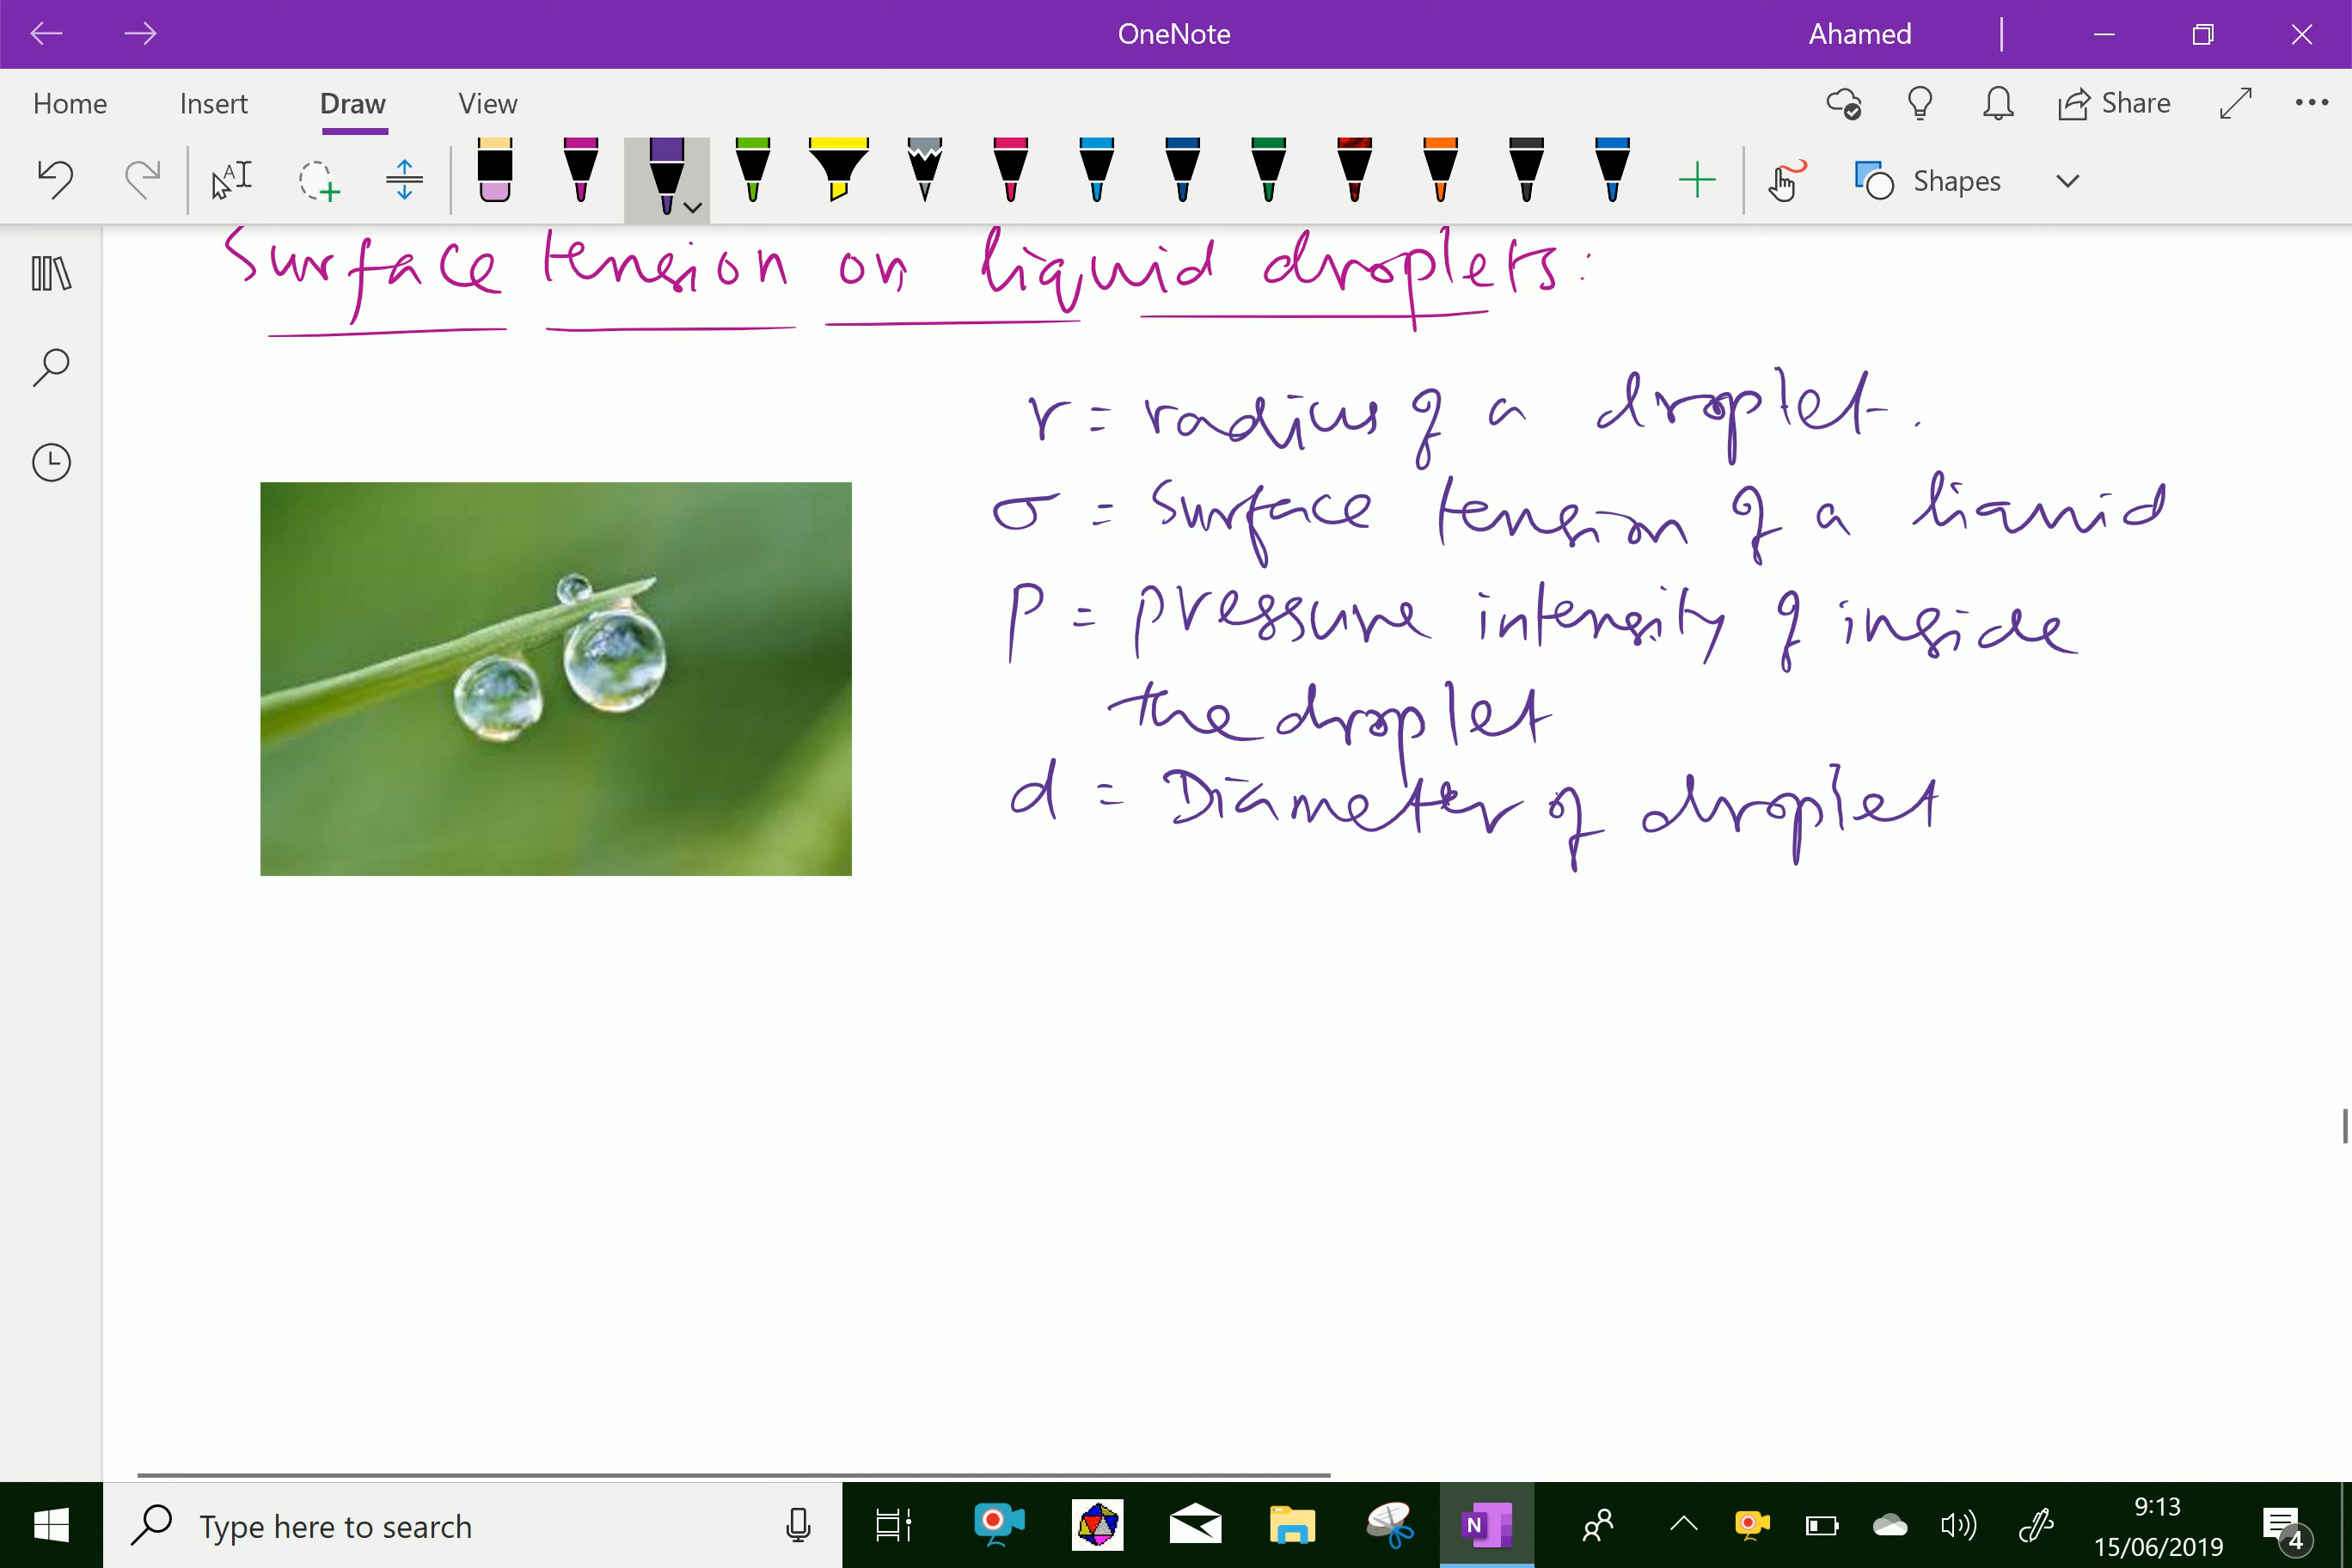 OneNote
Ahamed
Home Insert Draw View
Share
Shapes
Surface tension on liquid droplets:
r = radius of a droplet.
σ = Surface tension of a liquid
P = pressure intensity of inside
the droplet
d = Diameter of droplet
Type here to search
N
9:13
15/06/2019
4